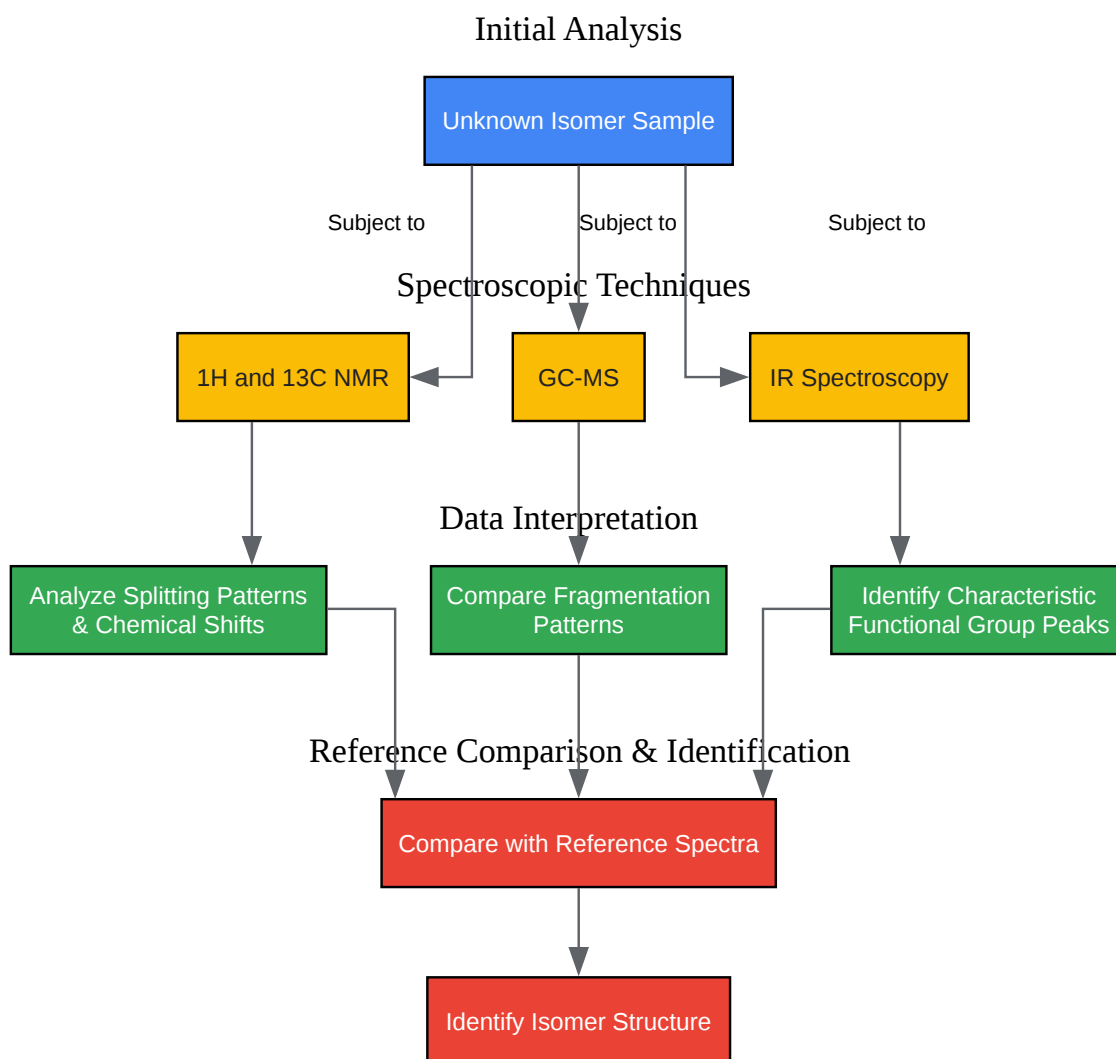 Initial Analysis
Unknown Isomer Sample
Subject to
Subject to
Subject to
Spectroscopic Techniques
1H and 13C NMR
GC-MS
IR Spectroscopy
Data Interpretation
Analyze Splitting Patterns
& Chemical Shifts
Compare Fragmentation
Patterns
Identify Characteristic
Functional Group Peaks
Reference Comparison & Identification
Compare with Reference Spectra
Identify Isomer Structure